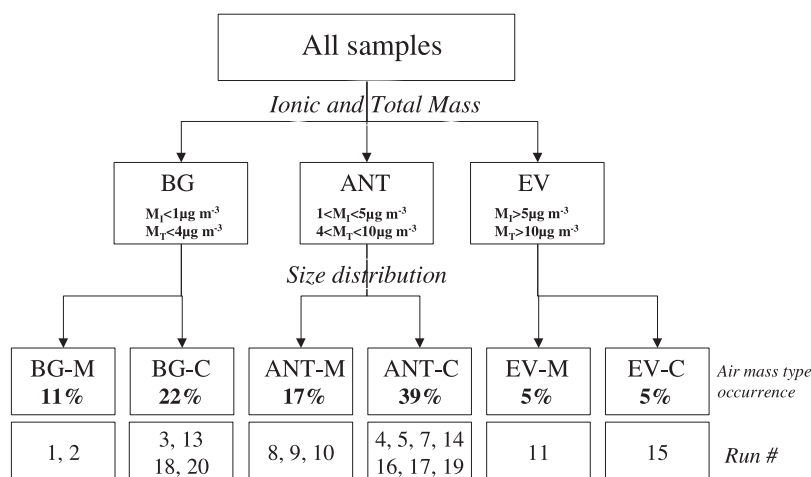 All samples
Ionic and Total Mass
BG
M_I<1µg m⁻³
M_T<4µg m⁻³
ANT
1<M_I<5µg m⁻³
4<M_T<10µg m⁻³
EV
M_I>5µg m⁻³
M_T>10µg m⁻³
Size distribution
BG-M
11%
BG-C
22%
ANT-M
17%
ANT-C
39%
EV-M
5%
EV-C
5%
Air mass type
occurrence
1, 2
3, 13
18, 20
8, 9, 10
4, 5, 7, 14
16, 17, 19
11
15
Run #